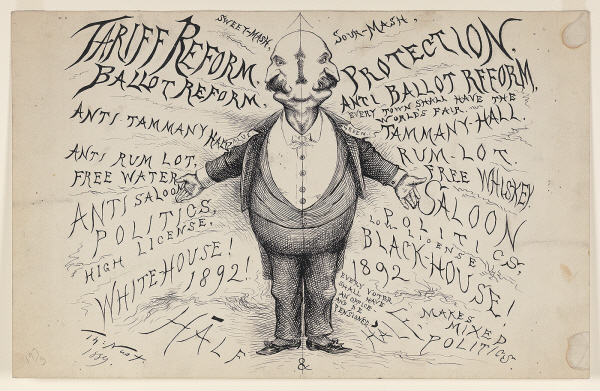 SWEET-MASH,
TARIFF REFORM.
BALLOT REFORM.
ANTI-TAMMANY HALL
ANTI RUM LOT.
FREE WATER
ANTI SALOON
POLITICS,
HIGH LICENSE,
WHITE HOUSE!
1892!
HALF
Th: Nast
1889.
&
SOUR-MASH,
PROTECTION.
ANTI BALLOT REFORM.
EVERY TOWN SHALL HAVE THE
WORLDS FAIR.
TAMMANY-HALL.
RUM-LOT.
FREE WHISKEY.
SALOON
POLITICS,
LOW LICENSE
BLACK-HOUSE!
1892
EVERY VOTER
SHALL HAVE
AN OFFICE.
AND BE
PENSIONED
HALF
MAKES
MIXED
POLITICS.